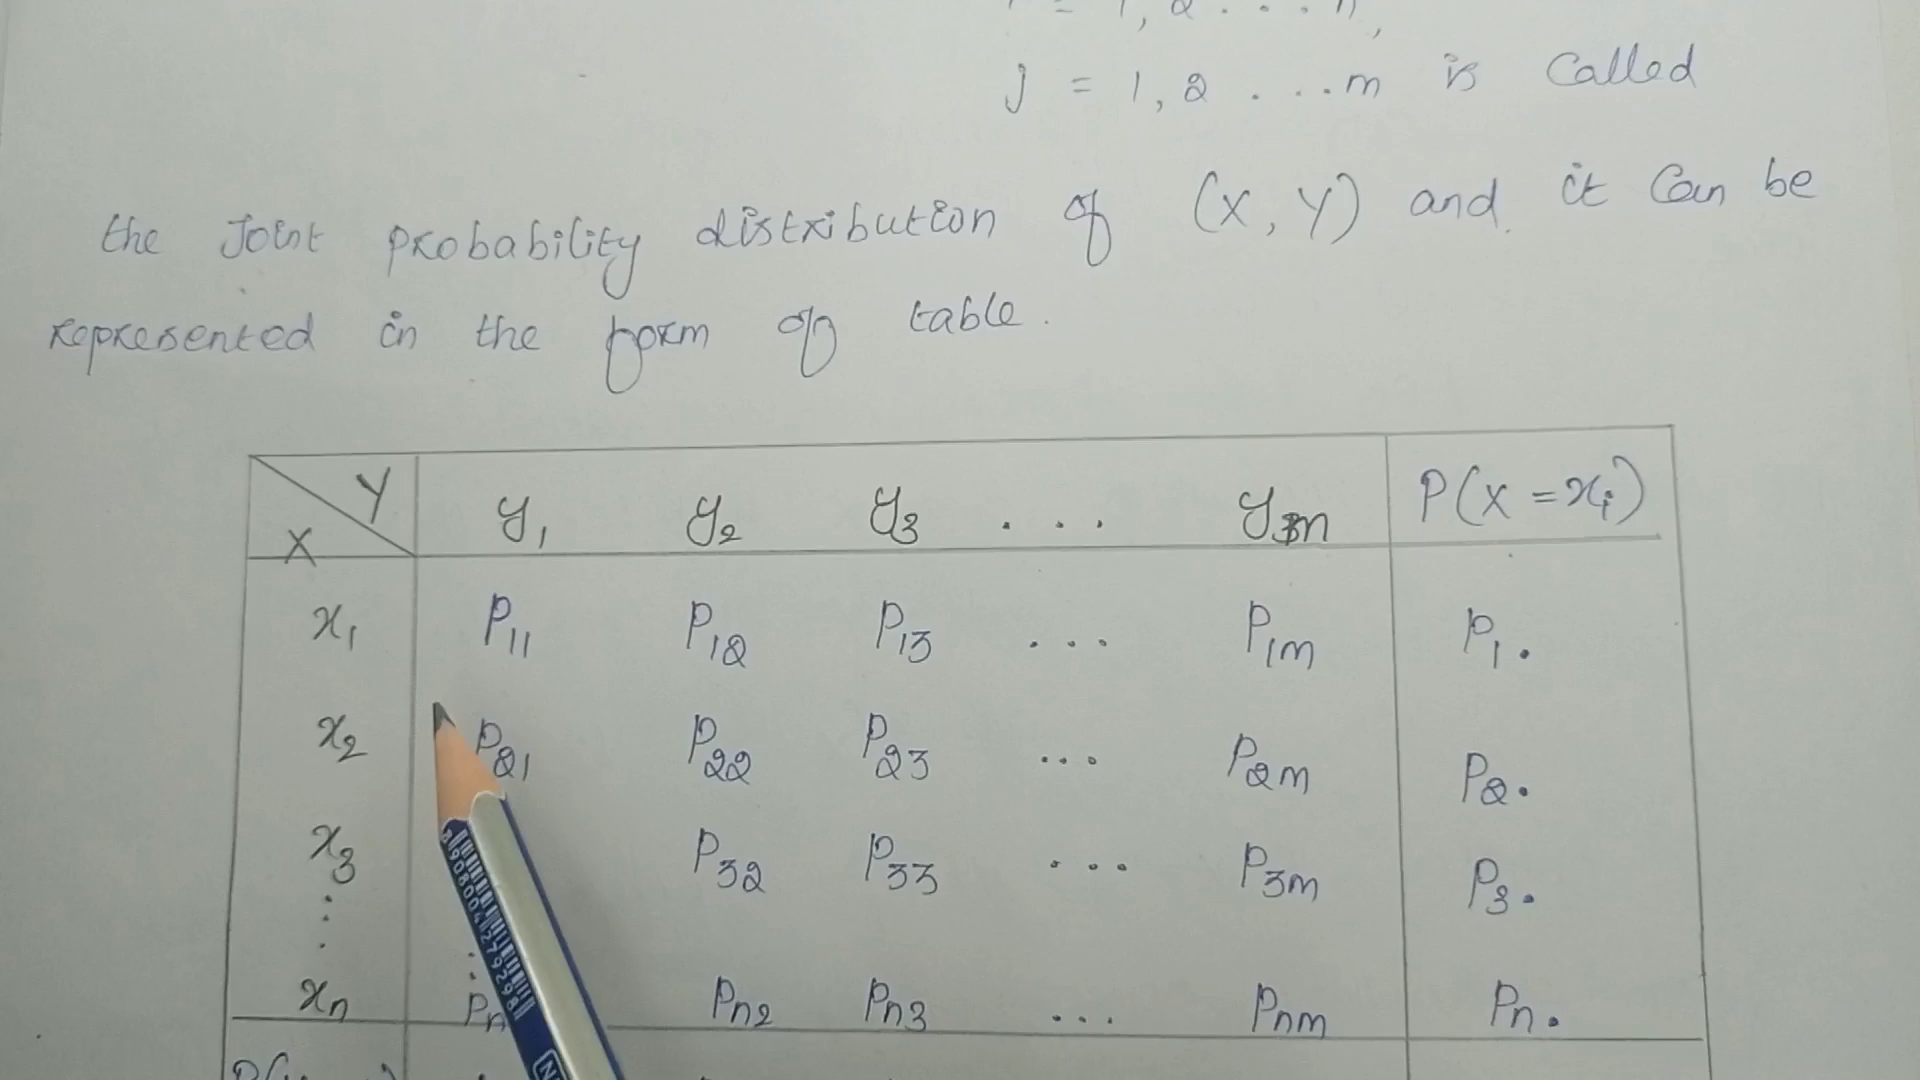 j = 1, 2 . . . m is called
the Joint probability distribution of (X, Y) and it can be
represented in the form of table.
X Y y₁ y₂ y₃ . . . yₘ P(X = xᵢ)
x₁ P₁₁ P₁₂ P₁₃ . . . P₁ₘ P₁.
x₂ P₂₁ P₂₂ P₂₃ . . . P₂ₘ P₂.
x₃ P₃₂ P₃₃ . . . P₃ₘ P₃.
xₙ Pₙ₂ Pₙ₃ . . . Pₙₘ Pₙ.
8908004279298